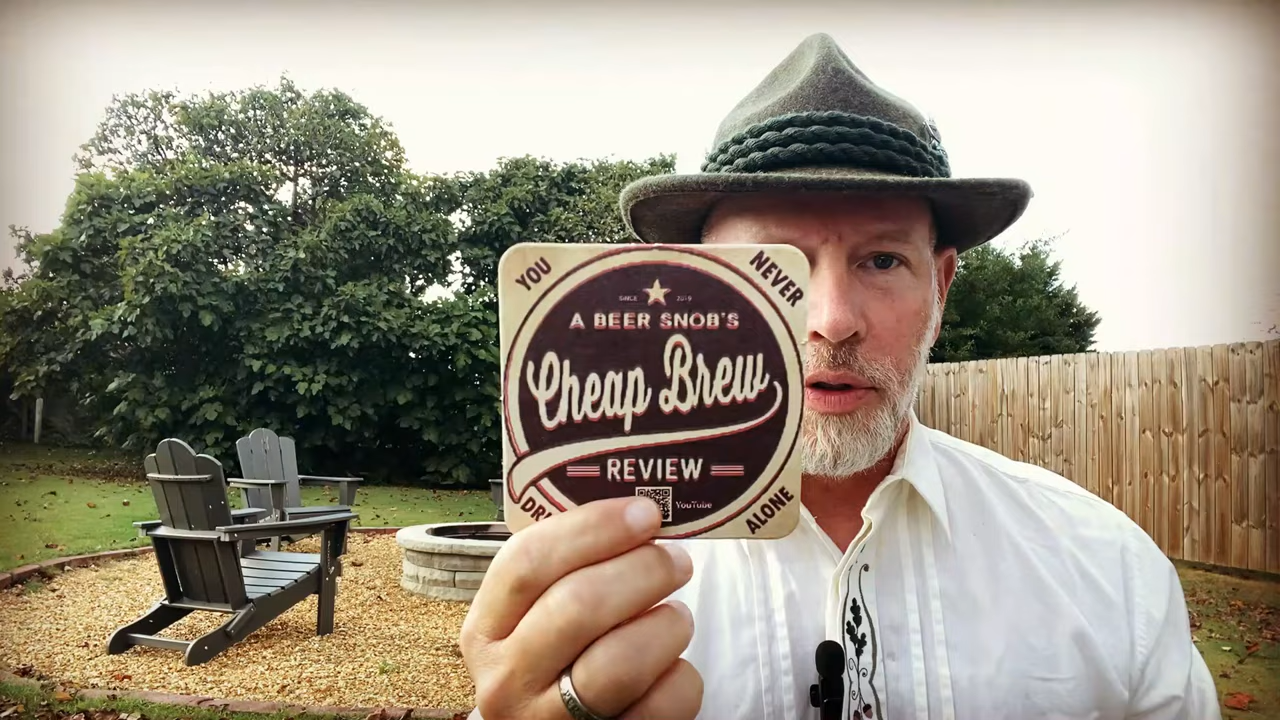 YOU
NEVER
SINCE 2019
A BEER SNOB'S
Cheap Brew
REVIEW
YouTube
ALONE